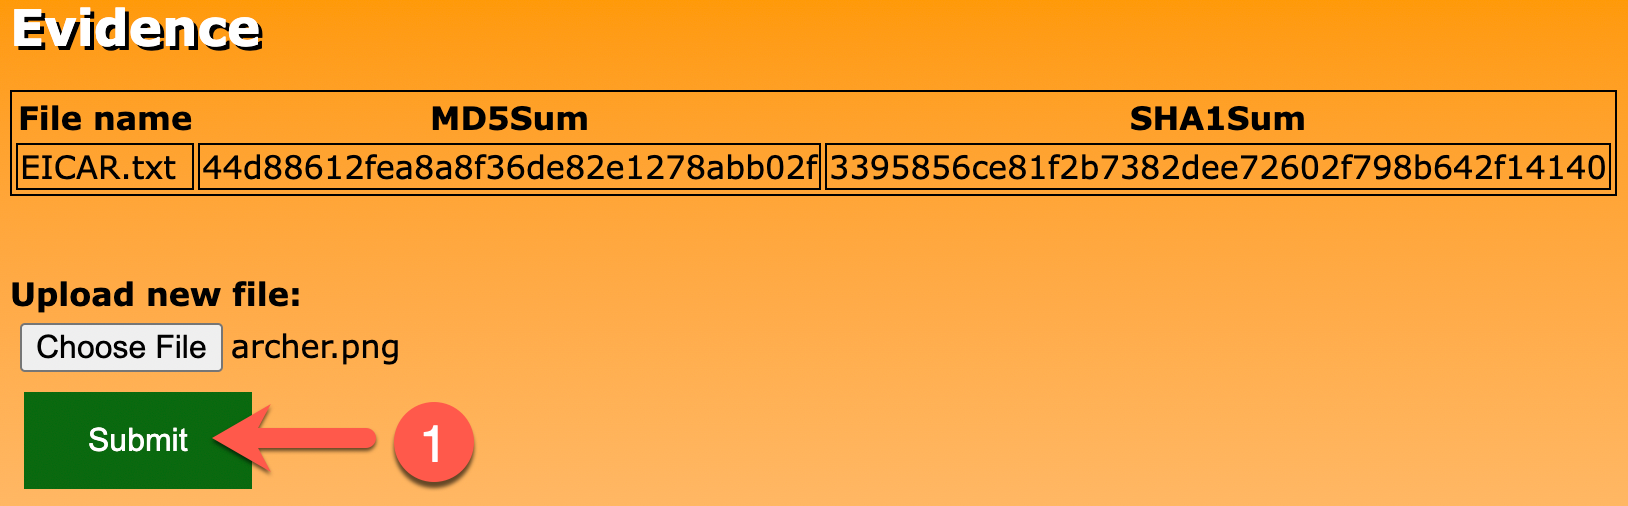 Evidence
File name MD5Sum SHA1Sum
EICAR.txt 44d88612fea8a8f36de82e1278abb02f 3395856ce81f2b7382dee72602f798b642f14140
Upload new file:
Choose File archer.png
Submit 1